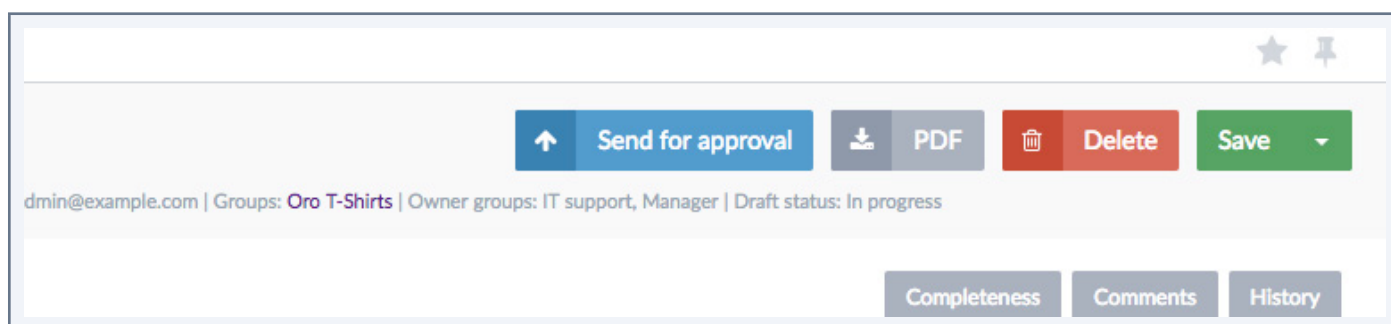 Send for approval PDF Delete Save
dmin@example.com | Groups: Oro T-Shirts | Owner groups: IT support, Manager | Draft status: In progress
Completeness Comments History